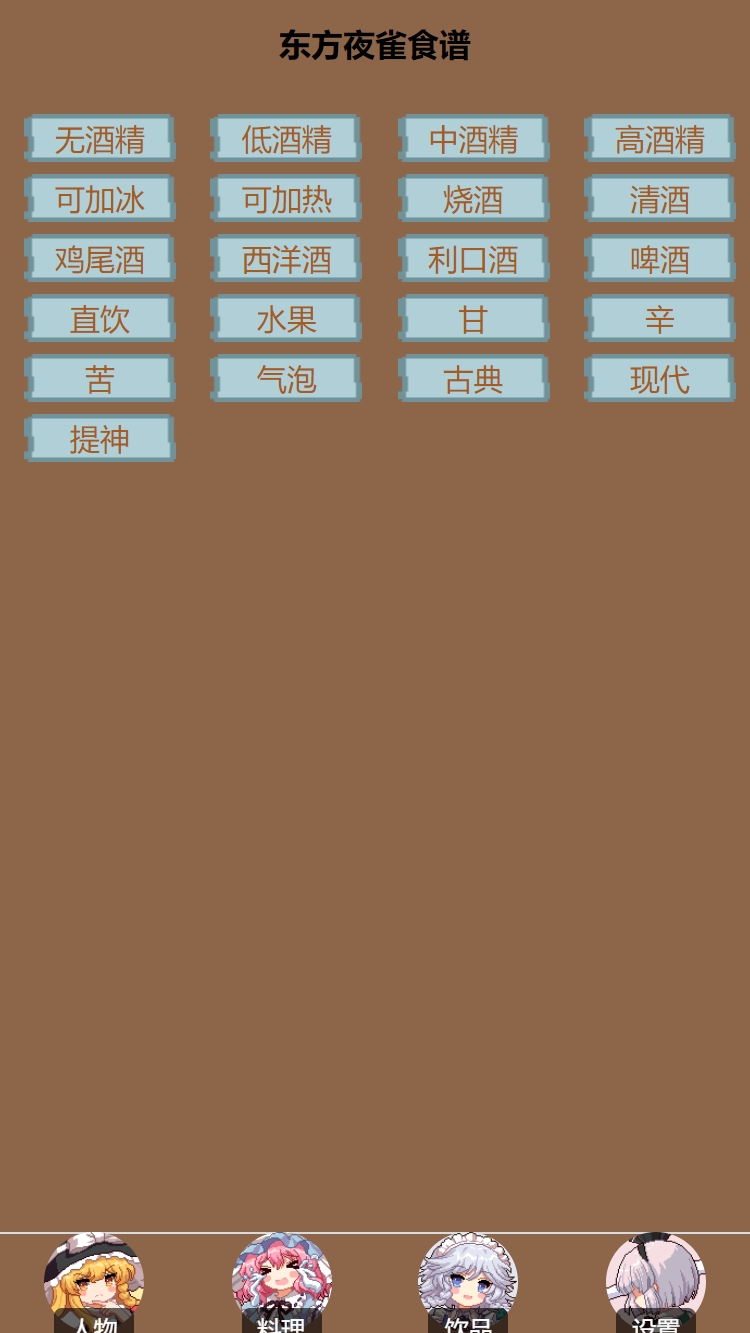 东方夜雀食谱
无酒精 低酒精 中酒精 高酒精
可加冰 可加热 烧酒 清酒
鸡尾酒 西洋酒 利口酒 啤酒
直饮 水果 甘 辛
苦 气泡 古典 现代
提神
人物 料理 饮品 设置